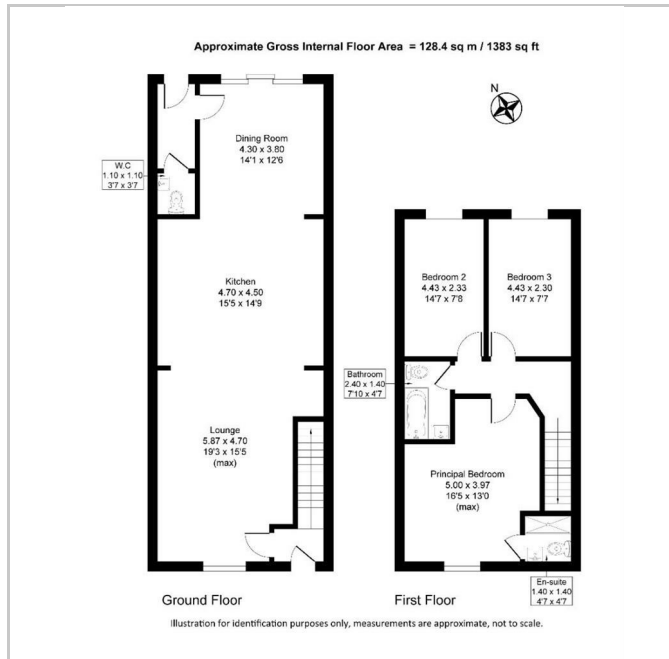 Approximate Gross Internal Floor Area = 128.4 sq m / 1383 sq ft
N
Dining Room
4.30 x 3.80
14'1 x 12'6
W.C
1.10 x 1.10
3'7 x 3'7
Kitchen
4.70 x 4.50
15'5 x 14'9
Lounge
5.87 x 4.70
19'3 x 15'5
(max)
Ground Floor
Bedroom 2
4.43 x 2.33
14'7 x 7'8
Bedroom 3
4.43 x 2.30
14'7 x 7'7
Bathroom
2.40 x 1.40
7'10 x 4'7
Principal Bedroom
5.00 x 3.97
16'5 x 13'0
(max)
En-suite
1.40 x 1.40
4'7 x 4'7
First Floor
Illustration for identification purposes only, measurements are approximate, not to scale.